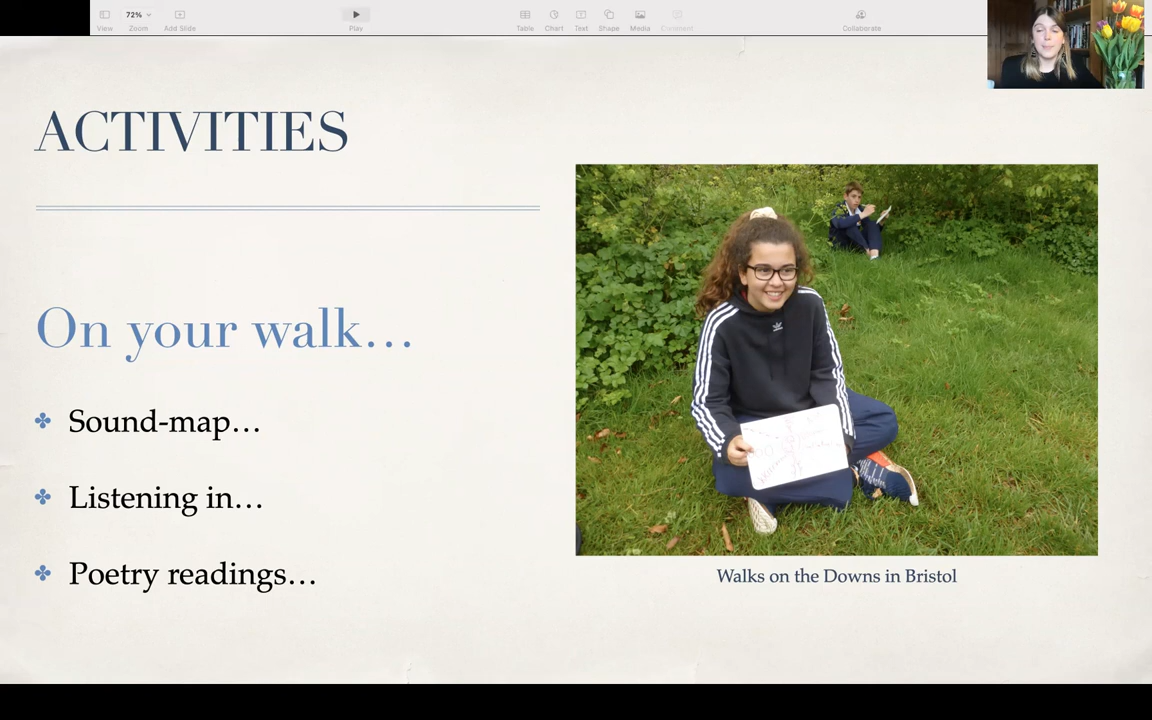 72%
View
Zoom
Add Slide
Play
Table
Chart
Text
Shape
Media
Comment
Collaborate
ACTIVITIES
On your walk…
Sound-map…
Listening in…
Poetry readings…
Walks on the Downs in Bristol